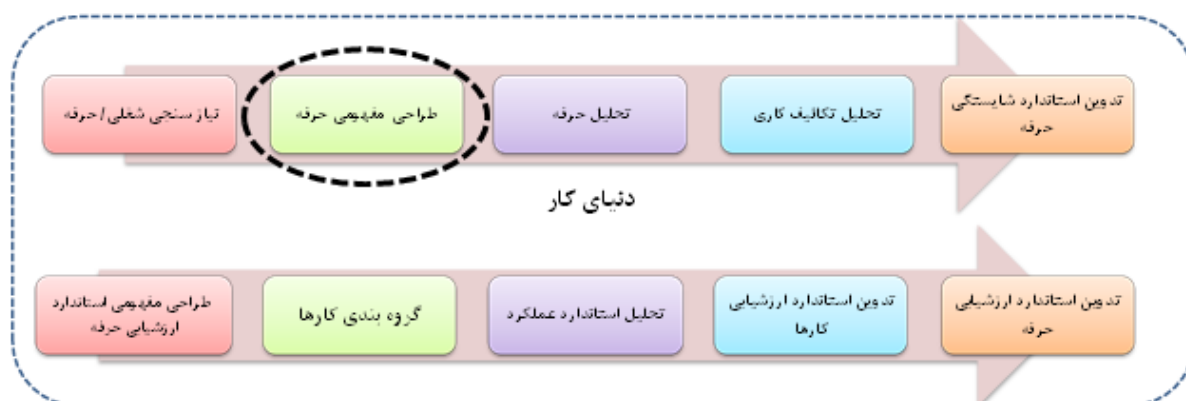 نیاز سنجی شغلی/ حرفه
طراحی مفهومی حرفه
تحلیل حرفه
تحلیل تکالیف کاری
تدوین استاندارد شایستگی
حرفه
دنیای کار
طراحی مفهومی استاندارد
ارزشیابی حرفه
گروه بندی کارها
تحلیل استاندارد عملکرد
تدوین استاندارد ارزشیابی
کارها
تدوین استاندارد ارزشیابی
حرفه